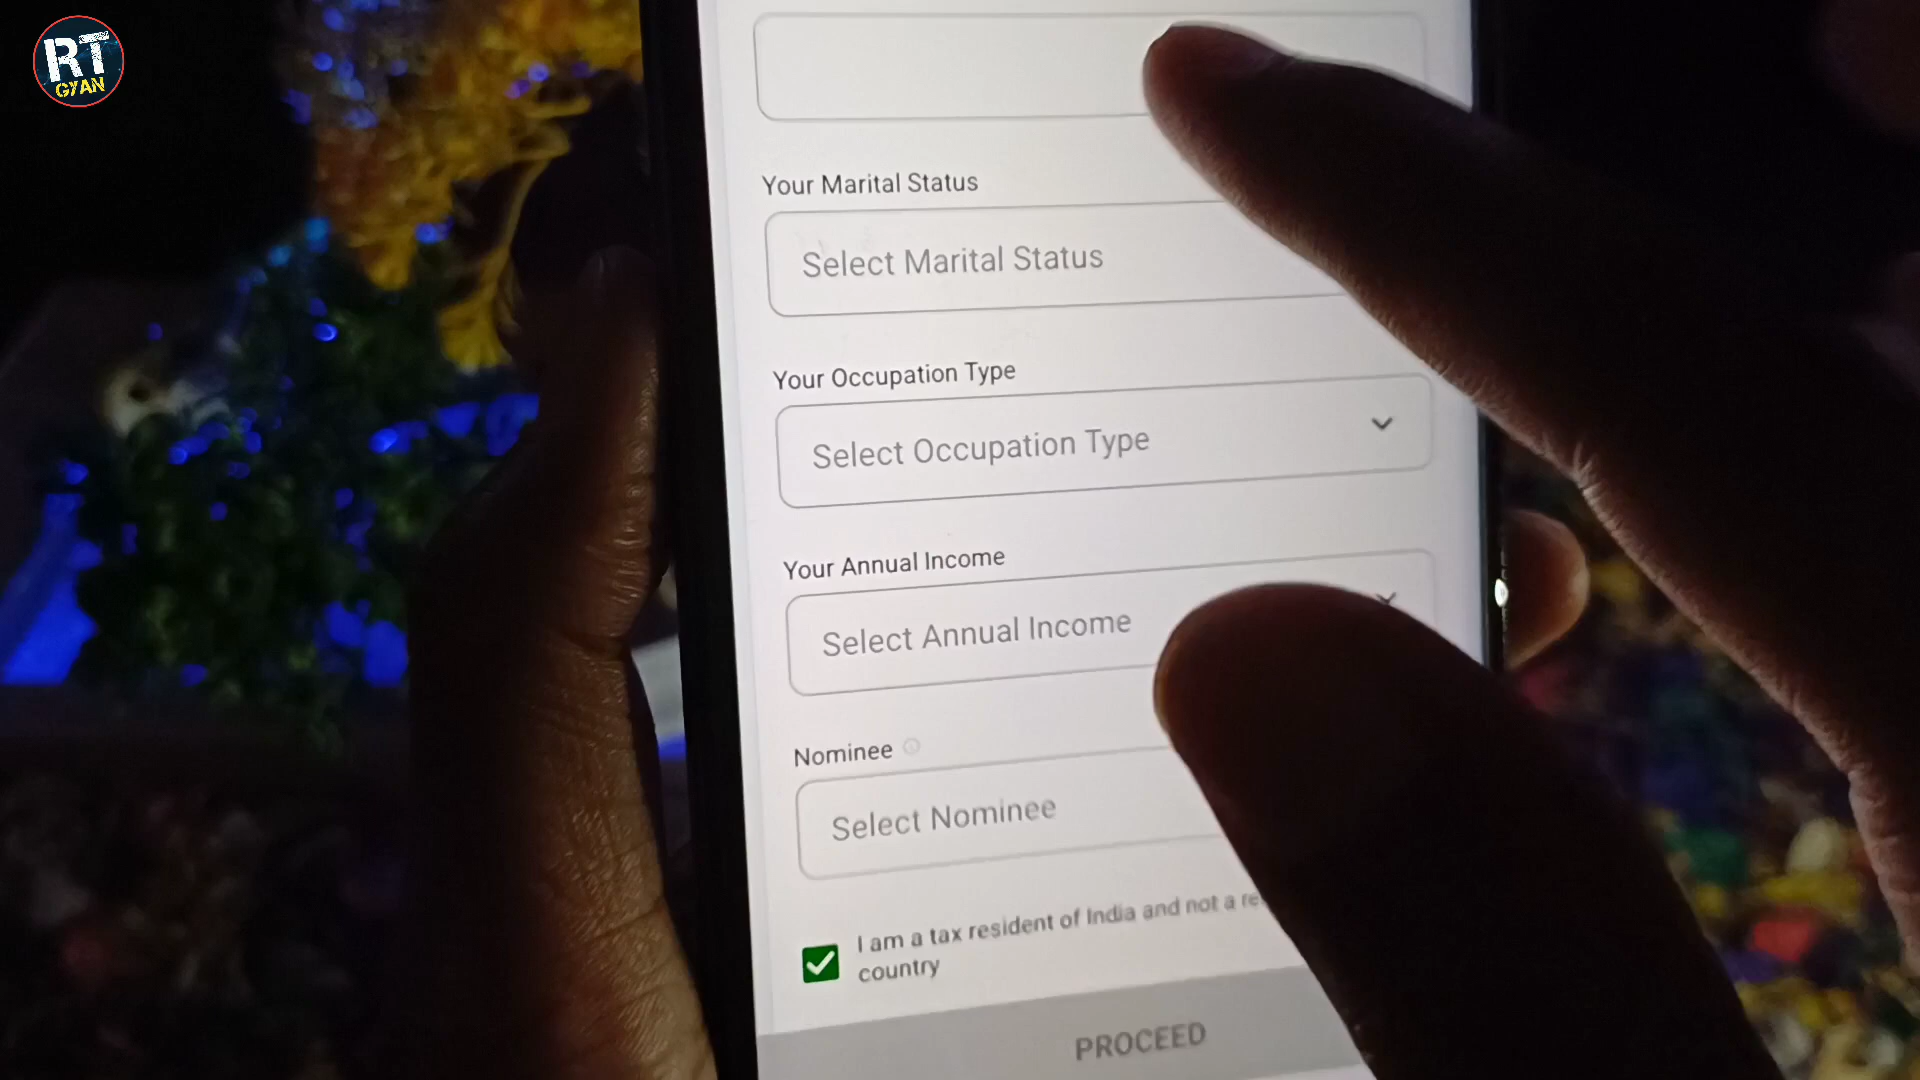 RT
GYAN
Your Marital Status
Select Marital Status
Your Occupation Type
Select Occupation Type
Your Annual Income
Select Annual Income
Nominee
Select Nominee
I am a tax resident of India and not a
country
PROCEED